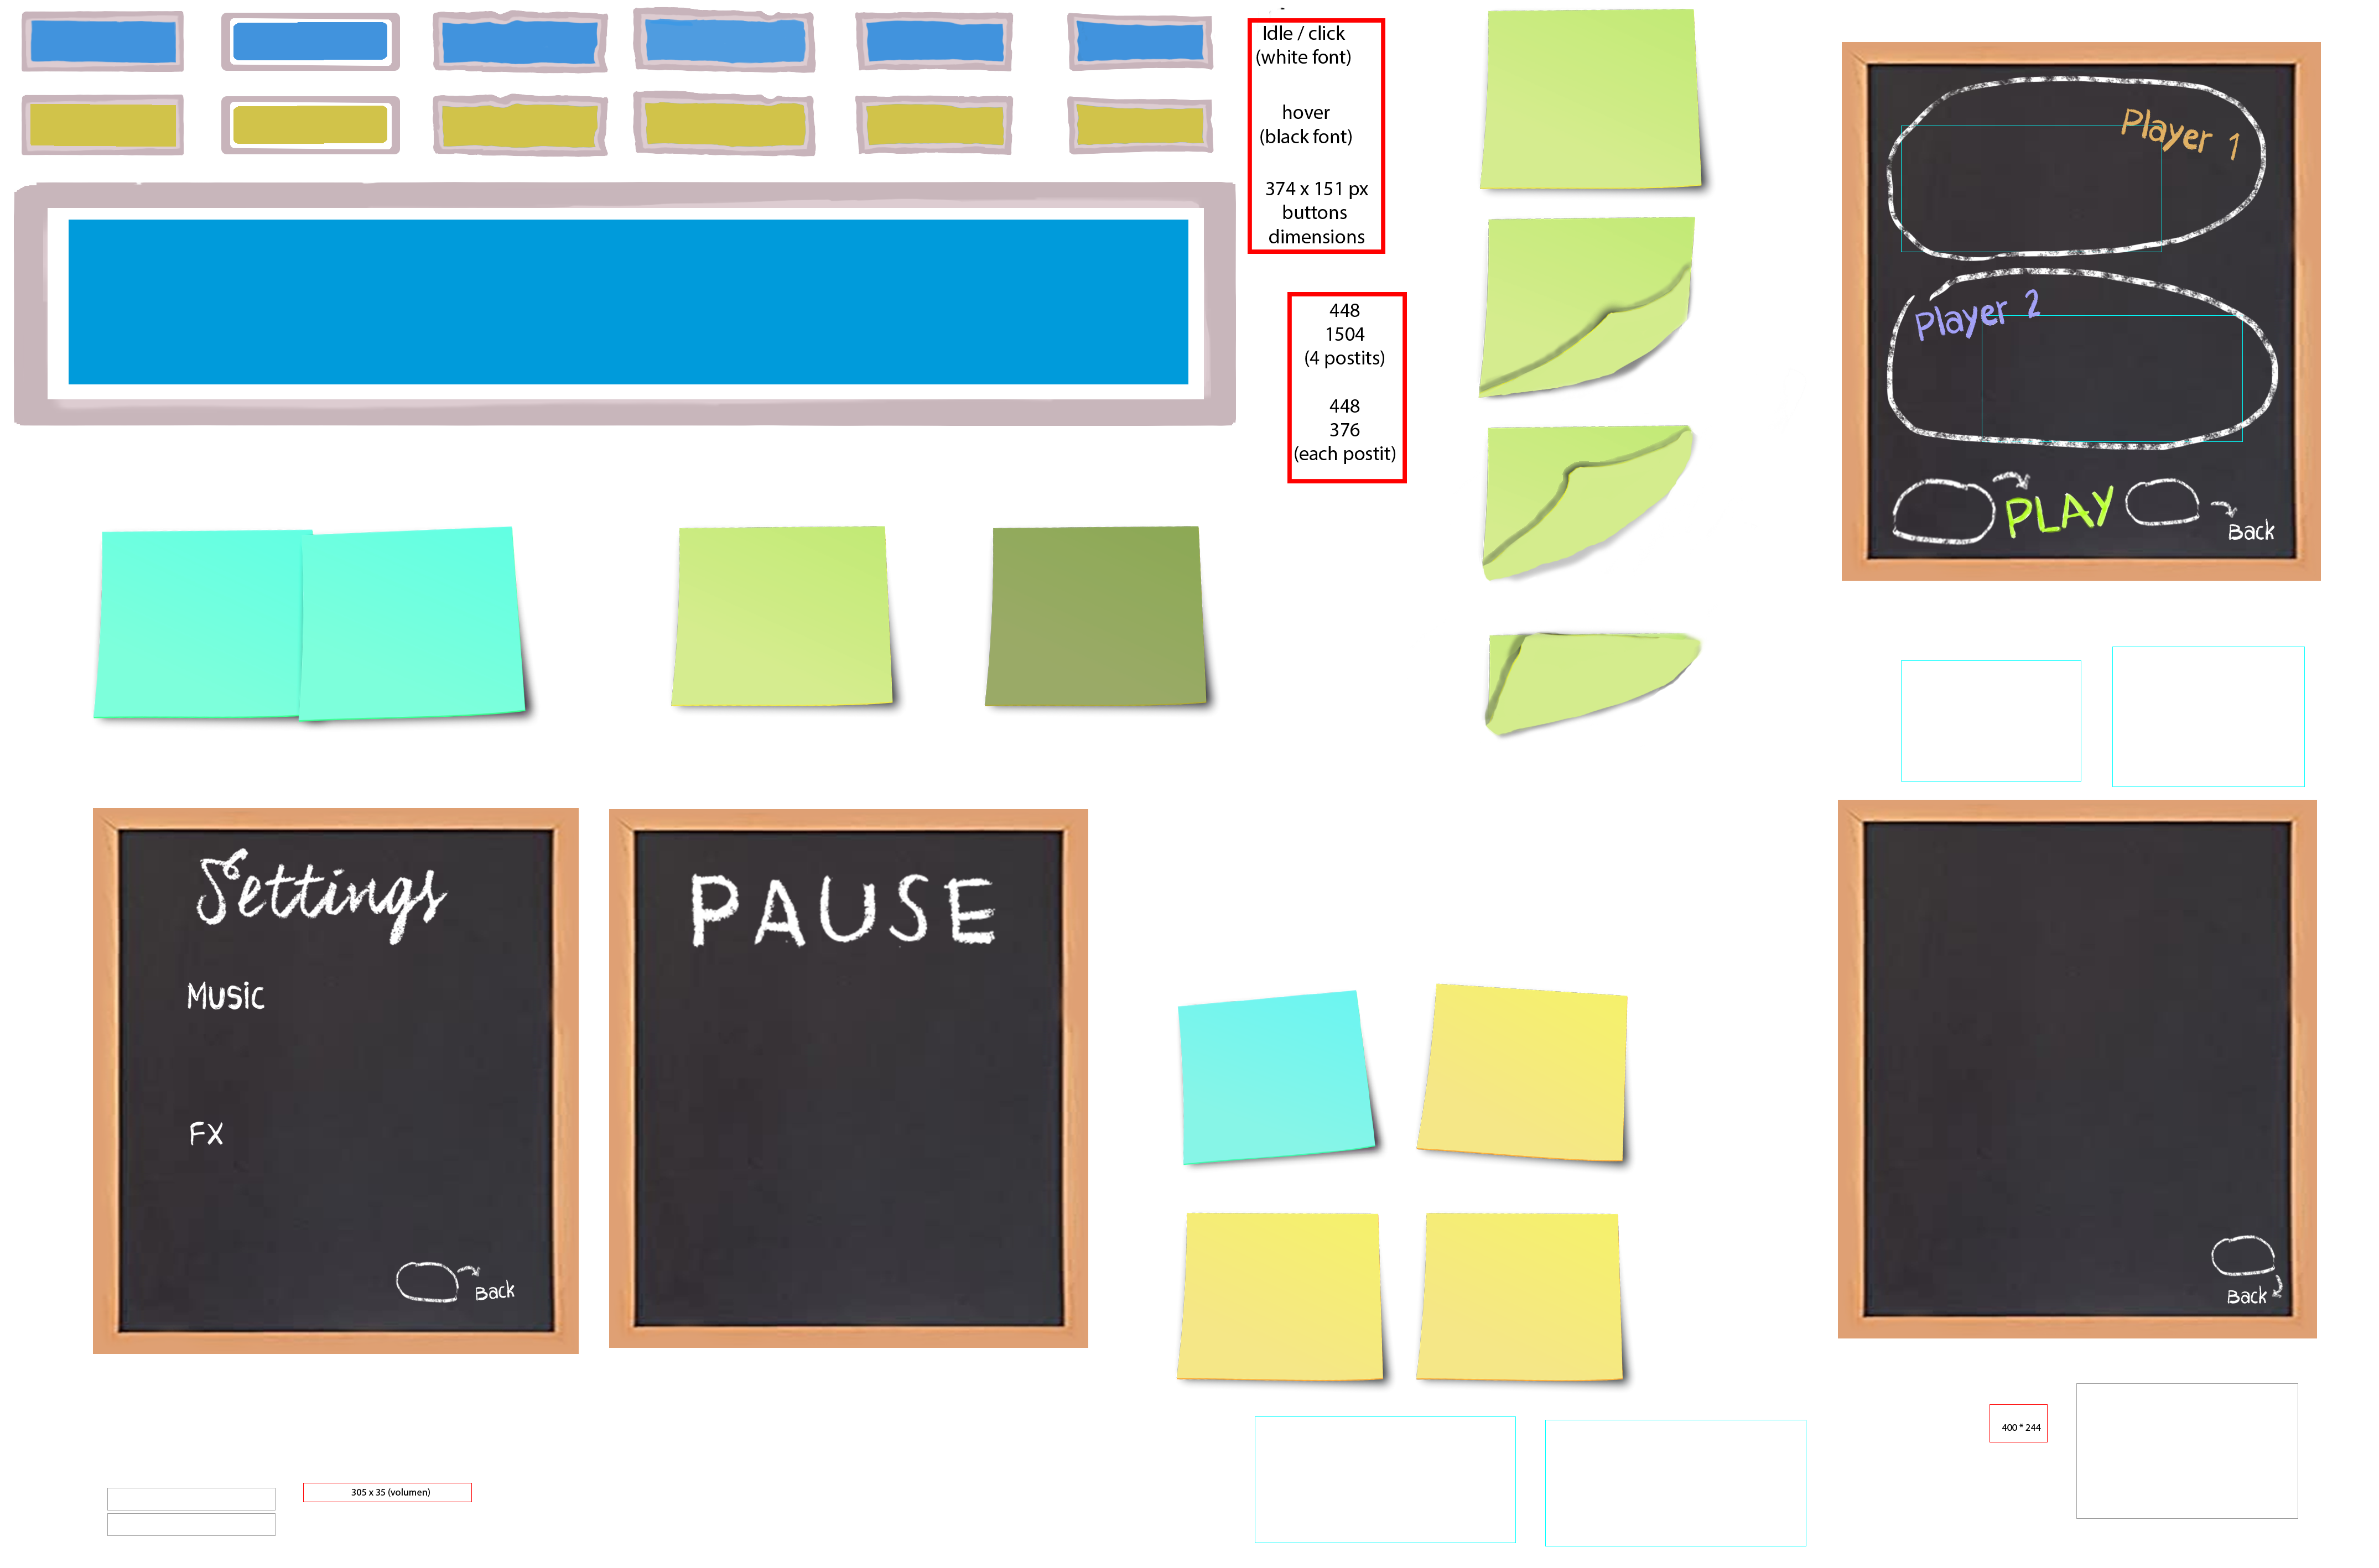 Idle / click
(white font)
hover
(black font)
374 x 151 px
buttons
dimensions
448
1504
(4 postits)
448
376
(each postit)
Player 1
Player 2
PLAY
Back
Settings
Music
FX
Back
PAUSE
Back
400 * 244
305 x 35 (volumen)